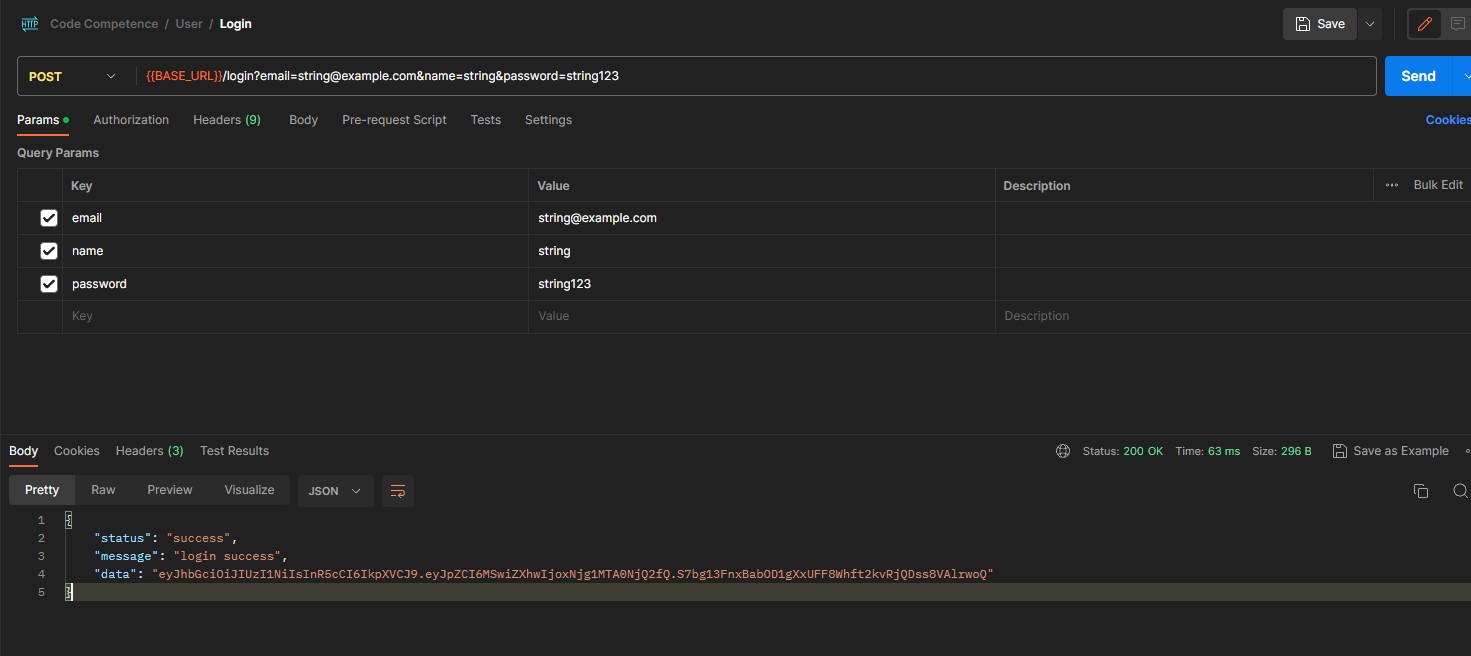 HTTP Code Competence / User / Login Save
POST {{BASE_URL}}/login?email=string@example.com&name=string&password=string123 Send
Params Authorization Headers (9) Body Pre-request Script Tests Settings Cookies
Query Params
Key Value Description Bulk Edit
email string@example.com
name string
password string123
Key Value Description
Body Cookies Headers (3) Test Results Status: 200 OK Time: 63 ms Size: 296 B Save as Example
Pretty Raw Preview Visualize JSON
1 {
2 "status": "success",
3 "message": "login success",
4 "data": "eyJhbGciOiJIUzI1NiIsInR5cCI6IkpXVCJ9.eyJpZCI6MSwiZXhwIjoxNjg1MTA0NjQ2fQ.S7bg13FnxBabOD1gXxUFF8Whft2kvRjQDss8VAlrwoQ"
5 }